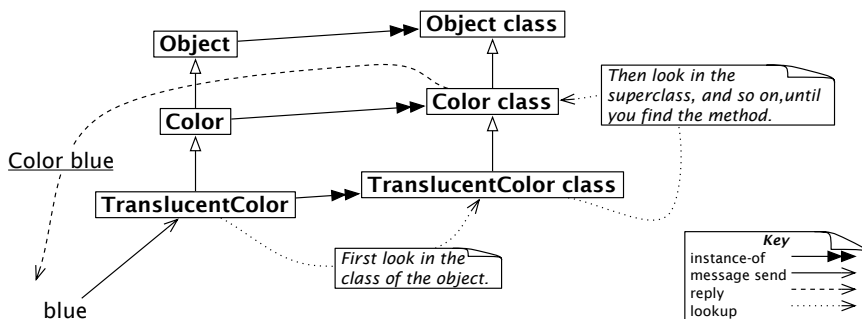 Object
Object class
Then look in the
superclass, and so on,until
you find the method.
Color class
Color
Color blue
TranslucentColor class
TranslucentColor
First look in the
class of the object.
blue
Key
instance-of
message send
reply
lookup